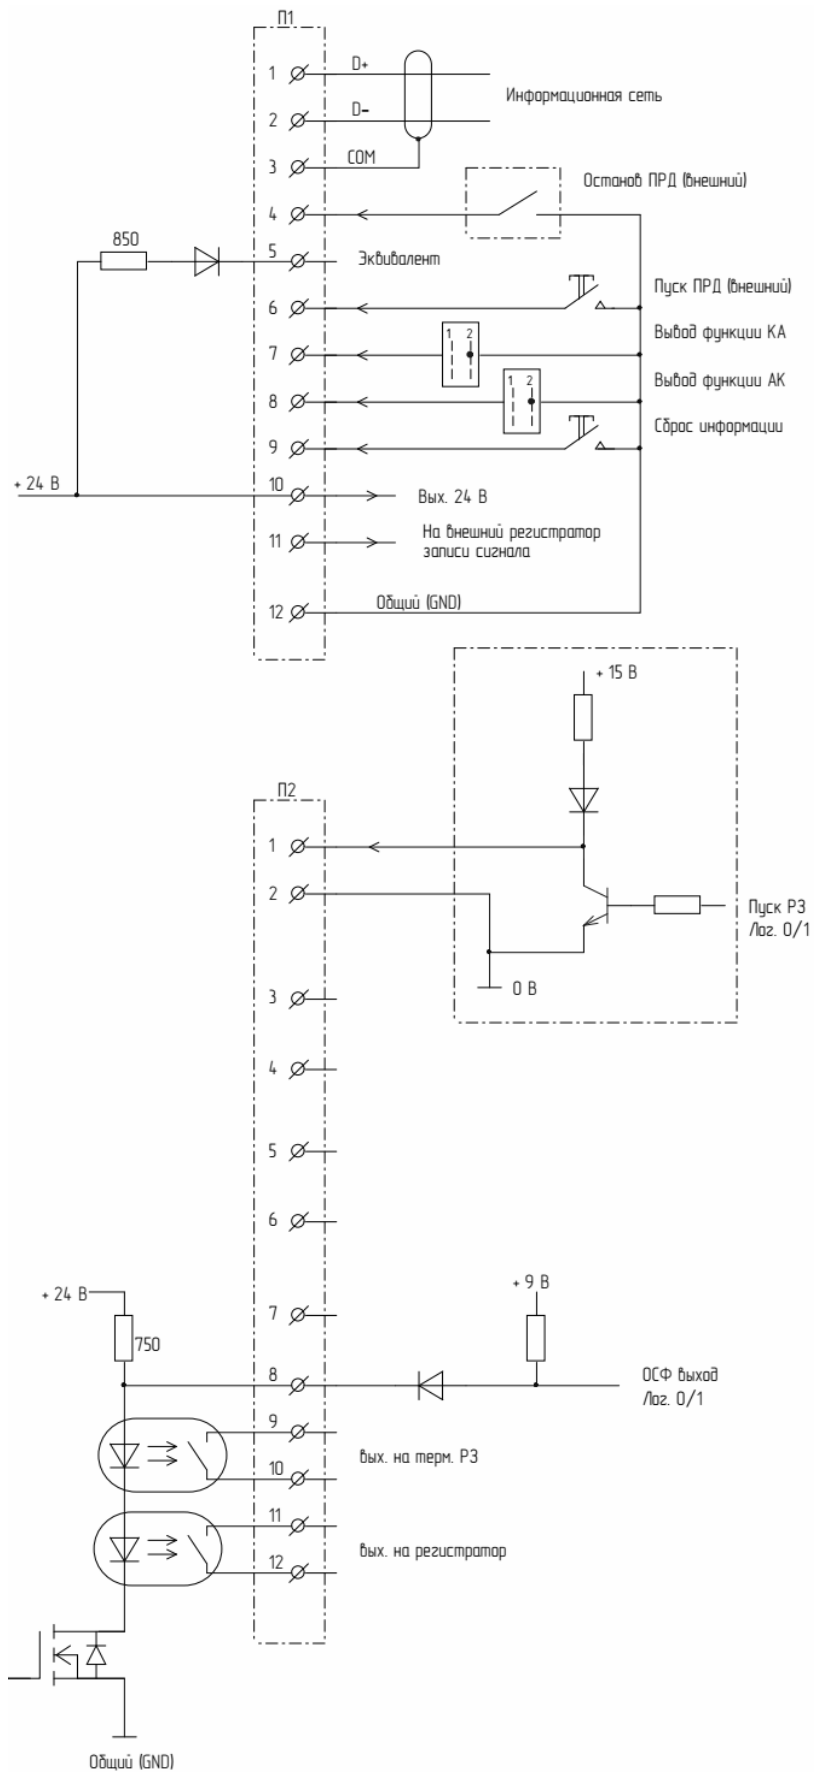 П1
1
D+
Информационная сеть
2
D-
3
COM
Останов ПРД (внешний)
4
850
5
Эквивалент
Пуск ПРД (внешний)
6
Вывод функции КА
1 2
7
Вывод функции АК
1 2
8
Сброс информации
9
+ 24 В
10
Вых. 24 В
11
На внешний регистратор
записи сигнала
Общий (GND)
12
+ 15 В
П2
1
2
Пуск РЗ
Лог. 0/1
3
0 В
4
5
6
+ 24 В
+ 9 В
7
750
8
ОСФ выход
Лог. 0/1
9
вых. на терм. РЗ
10
11
вых. на регистратор
12
Общий (GND)